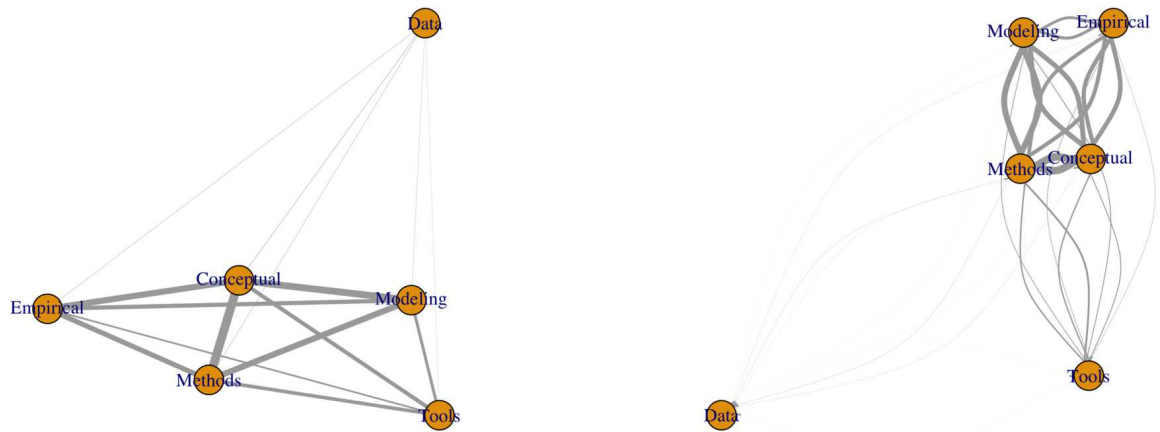 Data
Conceptual
Empirical
Modeling
Methods
Tools
Modeling
Empirical
Methods
Conceptual
Tools
Data